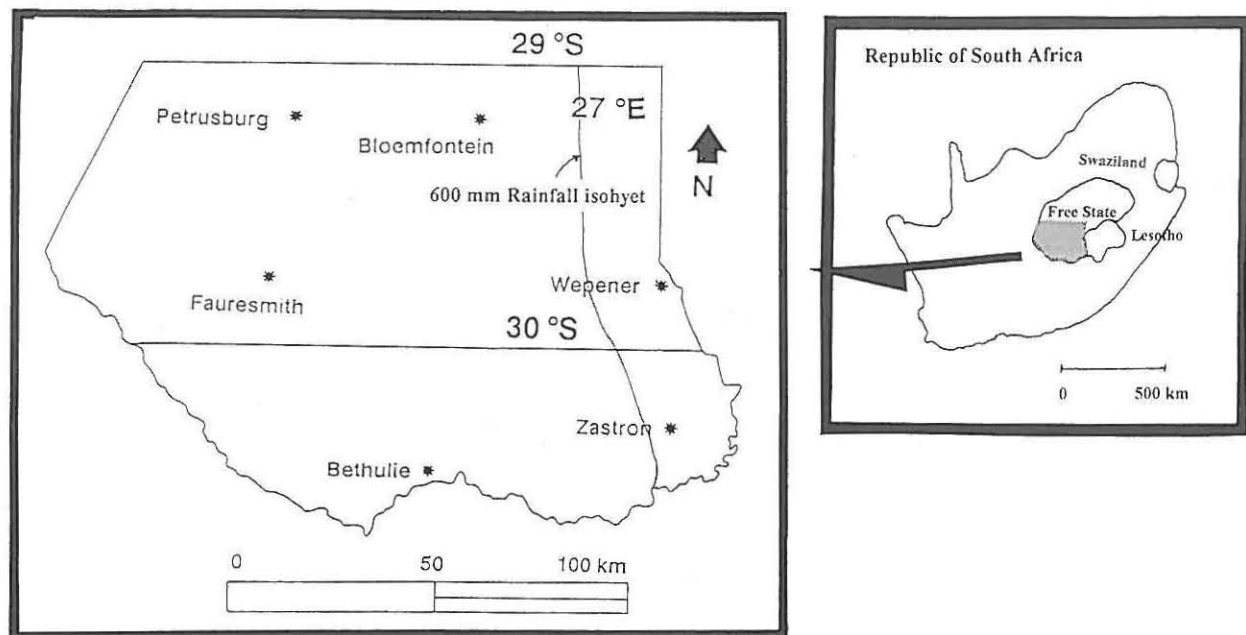 29 °S
27 °E
Petrusburg
Bloemfontein
N
600 mm Rainfall isohyet
Fauresmith
Wepener
30 °S
Zastron
Bethulie
0 50 100 km
Republic of South Africa
Swaziland
Free State
Lesotho
0 500 km